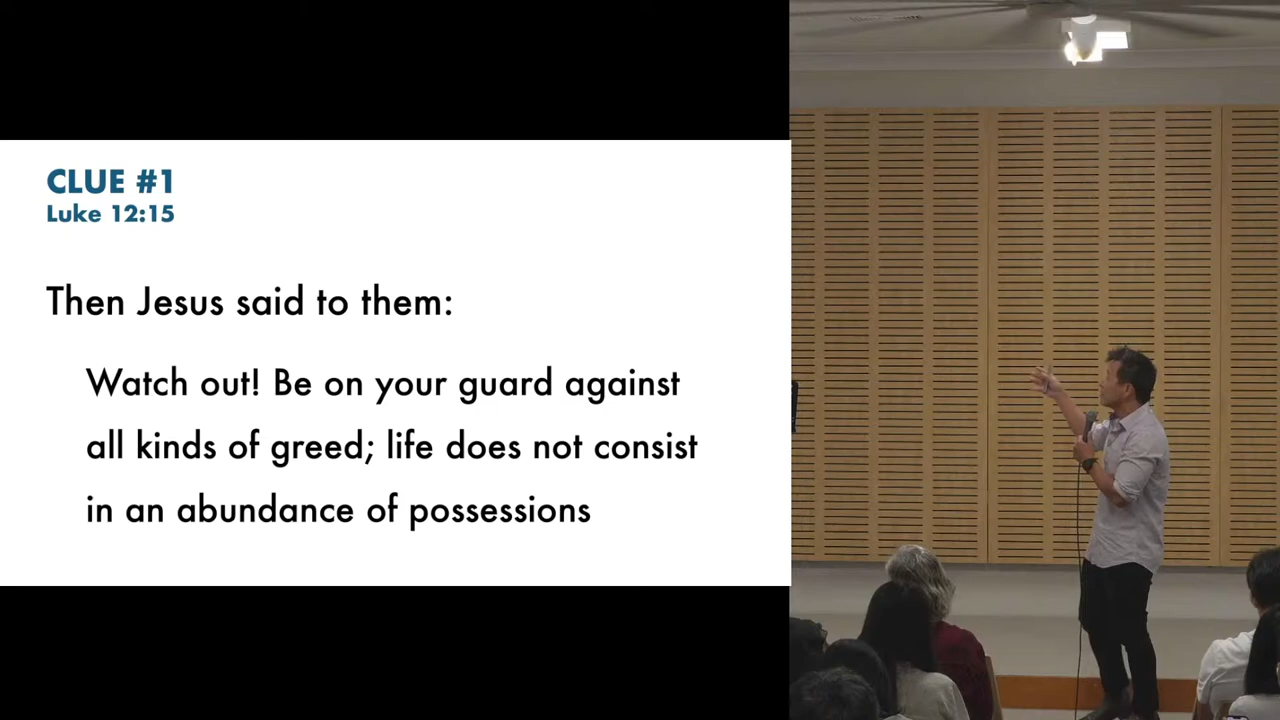 CLUE #1
Luke 12:15
Then Jesus said to them:
Watch out! Be on your guard against
all kinds of greed; life does not consist
in an abundance of possessions